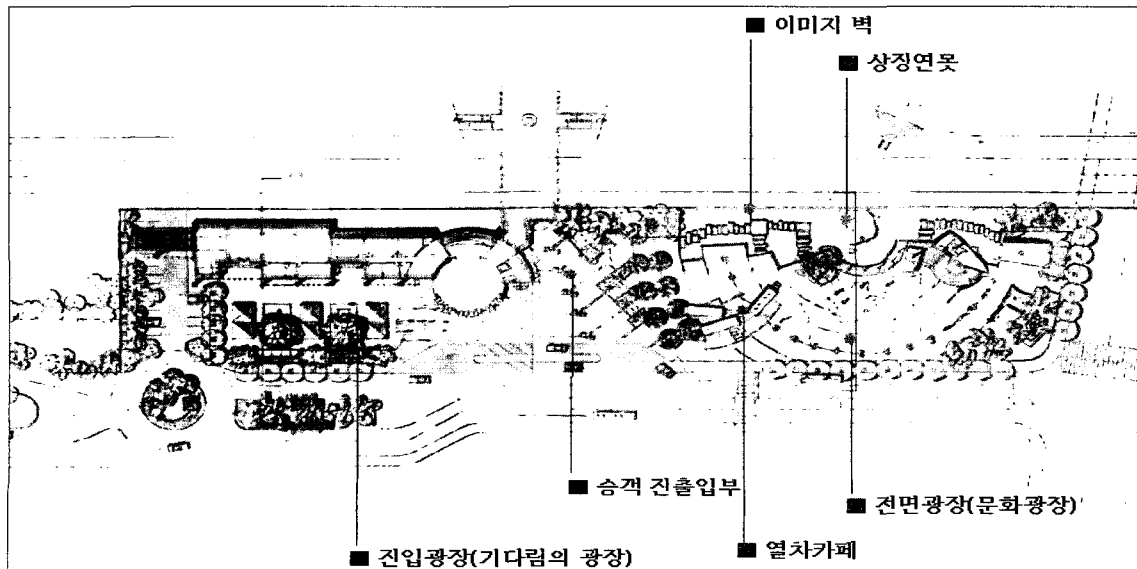 ■ 이미지 벽
■ 상징연못
■ 승객 진출입부
■ 전면광장(문화광장)
■ 열차카페
■ 진입광장(기다림의 광장)